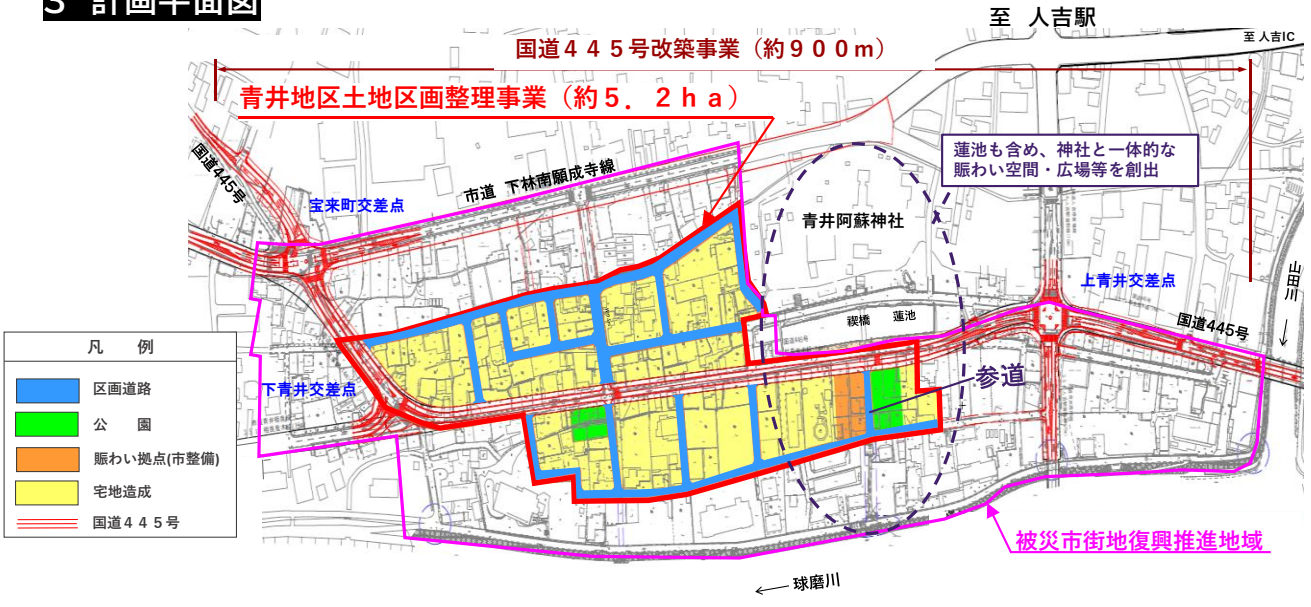 計画平面図
至 人吉駅
至 人吉IC
国道４４５号改築事業（約９００ｍ）
青井地区土地区画整理事業（約５．２ｈａ）
蓮池も含め、神社と一体的な
賑わい空間・広場等を創出
国道445号
市道 下林南願成寺線
宝来町交差点
青井阿蘇神社
山田川
上青井交差点
禊橋 蓮池
国道445号
国道445号
凡 例
区画道路
公 園
賑わい拠点(市整備)
宅地造成
国道４４５号
下青井交差点
参道
被災市街地復興推進地域
球磨川